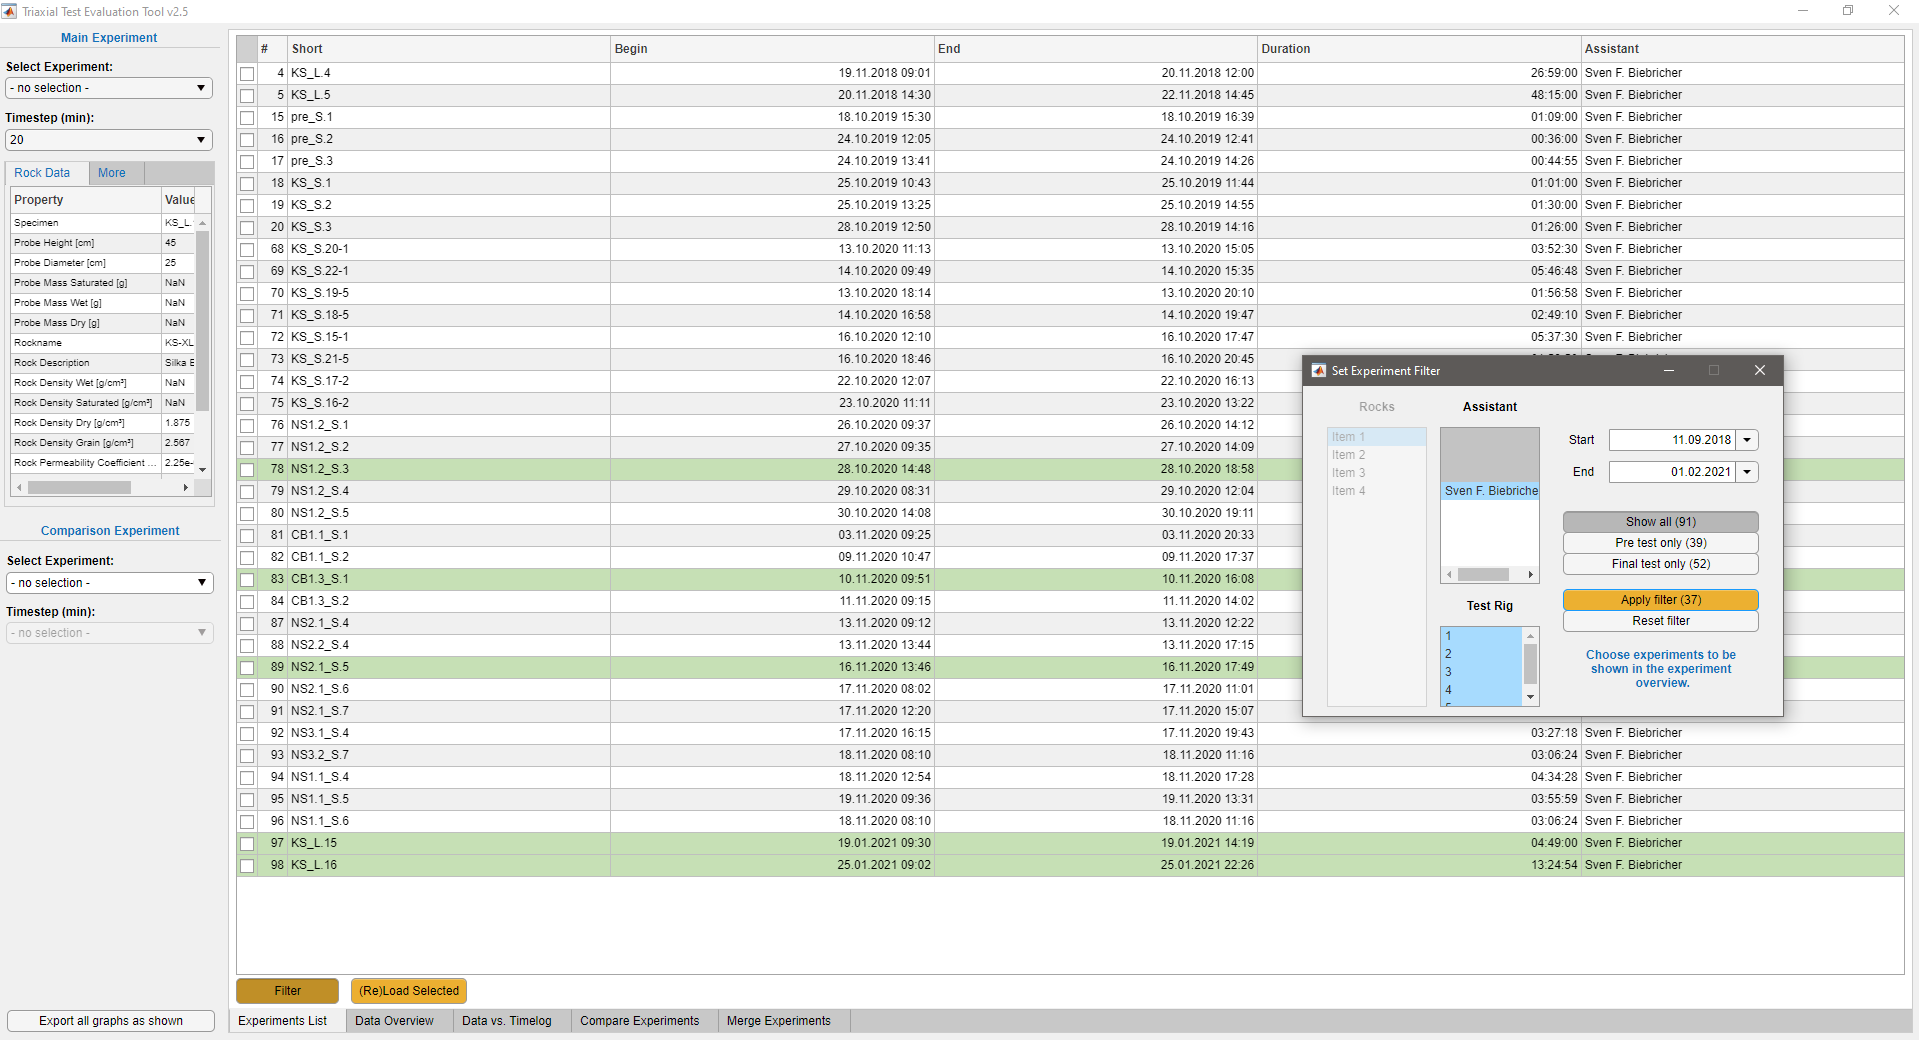 Triaxial Test Evaluation Tool v2.5
Main Experiment
Select Experiment:
- no selection -
Timestep (min):
20
Rock Data More
Property Value
Specimen KS_L.
Probe Height [cm] 45
Probe Diameter [cm] 25
Probe Mass Saturated [g] NaN
Probe Mass Wet [g] NaN
Probe Mass Dry [g] NaN
Rockname KS-XL
Rock Description Silka E
Rock Density Wet [g/cm³] NaN
Rock Density Saturated [g/cm³] NaN
Rock Density Dry [g/cm³] 1.875
Rock Density Grain [g/cm³] 2.567
Rock Permeability Coefficient ... 2.25e-
Comparison Experiment
Select Experiment:
- no selection -
Timestep (min):
- no selection -
Export all graphs as shown
# Short Begin End Duration Assistant
4 KS_L.4 19.11.2018 09:01 20.11.2018 12:00 26:59:00 Sven F. Biebricher
5 KS_L.5 20.11.2018 14:30 22.11.2018 14:45 48:15:00 Sven F. Biebricher
15 pre_S.1 18.10.2019 15:30 18.10.2019 16:39 01:09:00 Sven F. Biebricher
16 pre_S.2 24.10.2019 12:05 24.10.2019 12:41 00:36:00 Sven F. Biebricher
17 pre_S.3 24.10.2019 13:41 24.10.2019 14:26 00:44:55 Sven F. Biebricher
18 KS_S.1 25.10.2019 10:43 25.10.2019 11:44 01:01:00 Sven F. Biebricher
19 KS_S.2 25.10.2019 13:25 25.10.2019 14:55 01:30:00 Sven F. Biebricher
20 KS_S.3 28.10.2019 12:50 28.10.2019 14:16 01:26:00 Sven F. Biebricher
68 KS_S.20-1 13.10.2020 11:13 13.10.2020 15:05 03:52:30 Sven F. Biebricher
69 KS_S.22-1 14.10.2020 09:49 14.10.2020 15:35 05:46:48 Sven F. Biebricher
70 KS_S.19-5 13.10.2020 18:14 13.10.2020 20:10 01:56:58 Sven F. Biebricher
71 KS_S.18-5 14.10.2020 16:58 14.10.2020 19:47 02:49:10 Sven F. Biebricher
72 KS_S.15-1 16.10.2020 12:10 16.10.2020 17:47 05:37:30 Sven F. Biebricher
73 KS_S.21-5 16.10.2020 18:46 16.10.2020 20:45
74 KS_S.17-2 22.10.2020 12:07 22.10.2020 16:13
75 KS_S.16-2 23.10.2020 11:11 23.10.2020 13:22
76 NS1.2_S.1 26.10.2020 09:37 26.10.2020 14:12
77 NS1.2_S.2 27.10.2020 09:35 27.10.2020 14:09
78 NS1.2_S.3 28.10.2020 14:48 28.10.2020 18:58
79 NS1.2_S.4 29.10.2020 08:31 29.10.2020 12:04
80 NS1.2_S.5 30.10.2020 14:08 30.10.2020 19:11
81 CB1.1_S.1 03.11.2020 09:25 03.11.2020 20:33
82 CB1.1_S.2 09.11.2020 10:47 09.11.2020 17:37
83 CB1.3_S.1 10.11.2020 09:51 10.11.2020 16:08
84 CB1.3_S.2 11.11.2020 09:15 11.11.2020 14:02
87 NS2.1_S.4 13.11.2020 09:12 13.11.2020 12:22
88 NS2.2_S.4 13.11.2020 13:44 13.11.2020 17:15
89 NS2.1_S.5 16.11.2020 13:46 16.11.2020 17:49
90 NS2.1_S.6 17.11.2020 08:02 17.11.2020 11:01
91 NS2.1_S.7 17.11.2020 12:20 17.11.2020 15:07
92 NS3.1_S.4 17.11.2020 16:15 17.11.2020 19:43 03:27:18 Sven F. Biebricher
93 NS3.2_S.7 18.11.2020 08:10 18.11.2020 11:16 03:06:24 Sven F. Biebricher
94 NS1.1_S.4 18.11.2020 12:54 18.11.2020 17:28 04:34:28 Sven F. Biebricher
95 NS1.1_S.5 19.11.2020 09:36 19.11.2020 13:31 03:55:59 Sven F. Biebricher
96 NS1.1_S.6 18.11.2020 08:10 18.11.2020 11:16 03:06:24 Sven F. Biebricher
97 KS_L.15 19.01.2021 09:30 19.01.2021 14:19 04:49:00 Sven F. Biebricher
98 KS_L.16 25.01.2021 09:02 25.01.2021 22:26 13:24:54 Sven F. Biebricher
Filter (Re)Load Selected
Experiments List Data Overview Data vs. Timelog Compare Experiments Merge Experiments
Set Experiment Filter
Rocks
Item 1
Item 2
Item 3
Item 4
Assistant
Sven F. Biebriche
Test Rig
1
2
3
4
Start 11.09.2018
End 01.02.2021
Show all (91)
Pre test only (39)
Final test only (52)
Apply filter (37)
Reset filter
Choose experiments to be
shown in the experiment
overview.